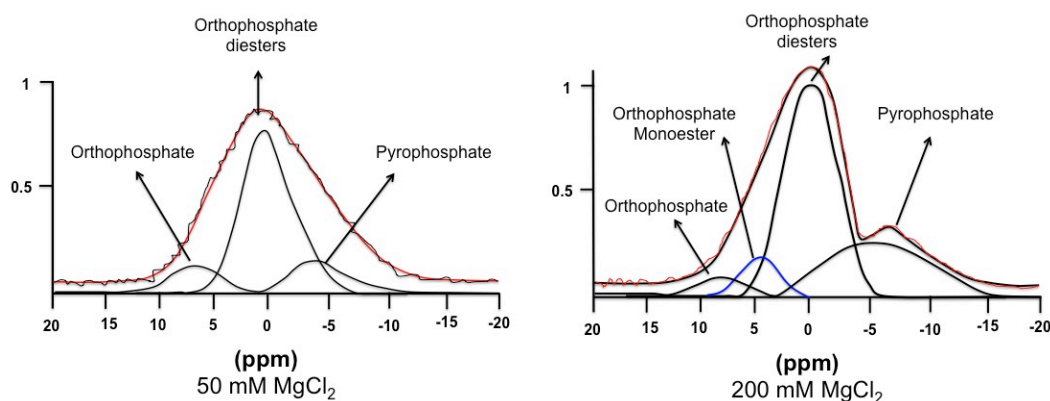 Orthophosphate
diesters
1
Orthophosphate
Pyrophosphate
0.5
20 15 10 5 0 -5 -10 -15 -20
(ppm)
50 mM MgCl₂
Orthophosphate
diesters
1
Orthophosphate
Monoester
Pyrophosphate
0.5
Orthophosphate
20 15 10 5 0 -5 -10 -15 -20
(ppm)
200 mM MgCl₂